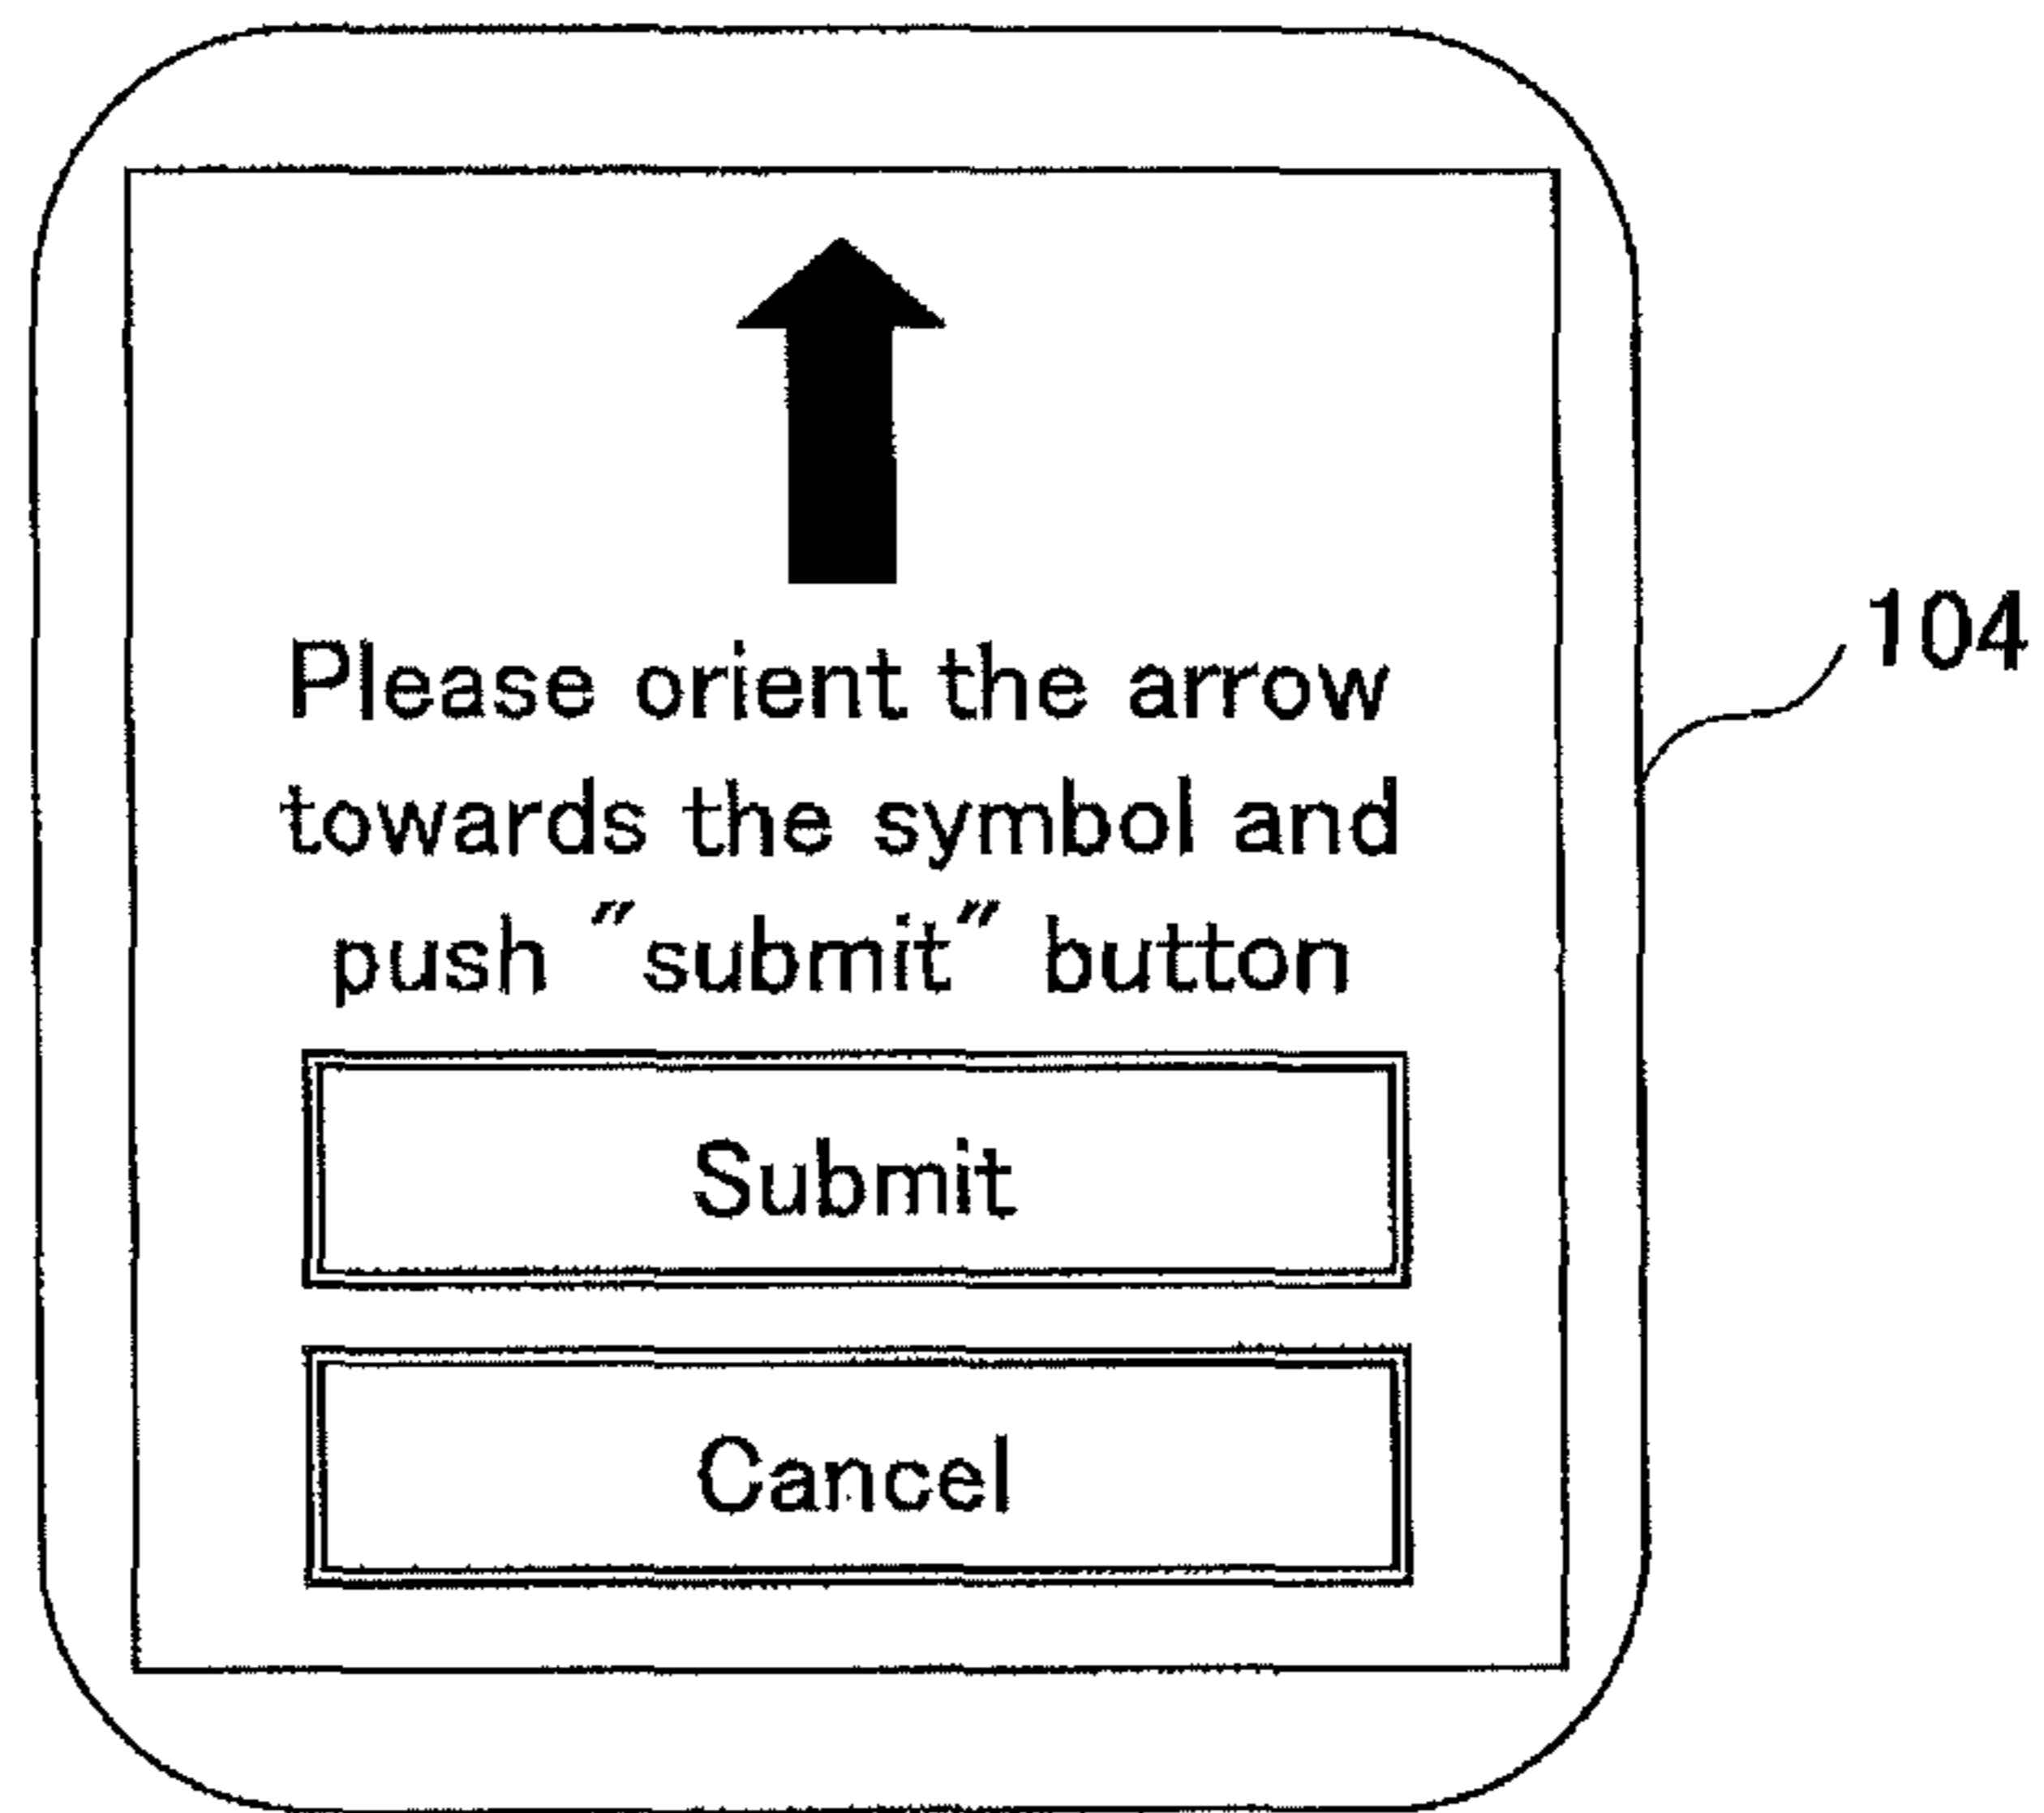 Please orient the arrow
towards the symbol and
push "submit" button
104
Submit
Cancel